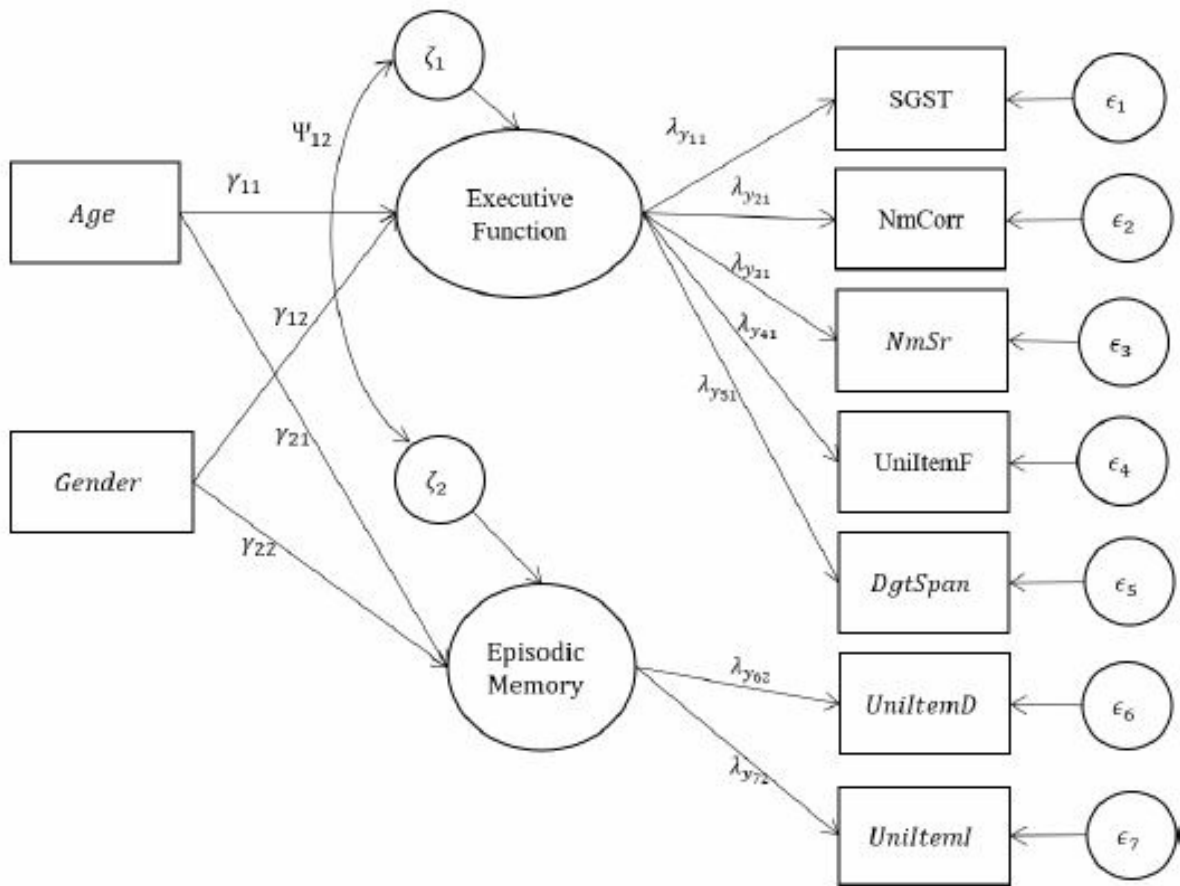 ζ₁
SGST
ϵ₁
Ψ₁₂
λy₁₁
Age
γ₁₁
Executive
Function
λy₂₁
NmCorr
ϵ₂
λy₃₁
γ₁₂
λy₄₁
NmSr
ϵ₃
λy₅₁
γ₂₁
Gender
ζ₂
UniItemF
ϵ₄
γ₂₂
DgtSpan
ϵ₅
Episodic
Memory
λy₆₂
UniItemD
ϵ₆
λy₇₂
UniItemI
ϵ₇